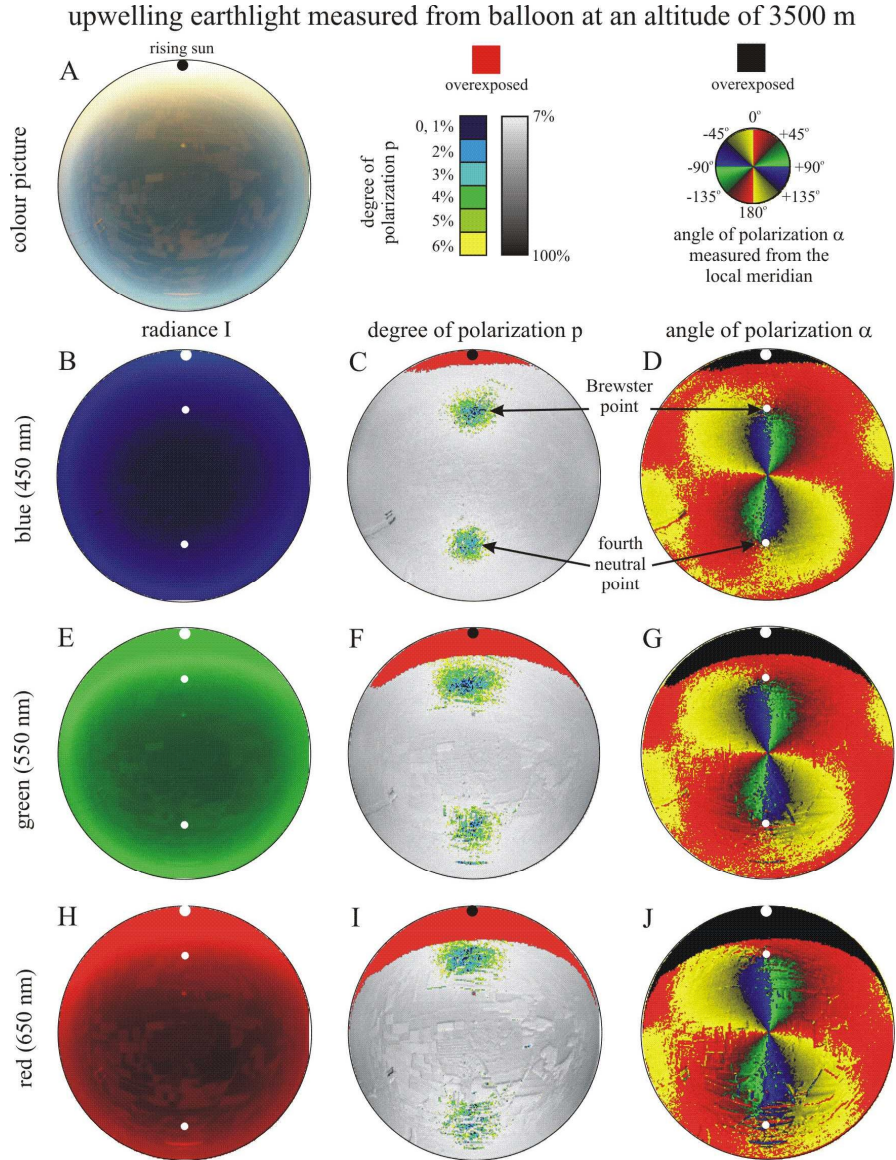 upwelling earthlight measured from balloon at an altitude of 3500 m
A
rising sun
colour picture
overexposed
degree of
polarization p
0, 1%
2%
3%
4%
5%
6%
7%
100%
overexposed
0°
-45°
+45°
-90°
+90°
-135°
+135°
180°
angle of polarization α
measured from the
local meridian
radiance I
degree of polarization p
angle of polarization α
blue (450 nm)
B
C
D
Brewster
point
fourth
neutral
point
green (550 nm)
E
F
G
red (650 nm)
H
I
J